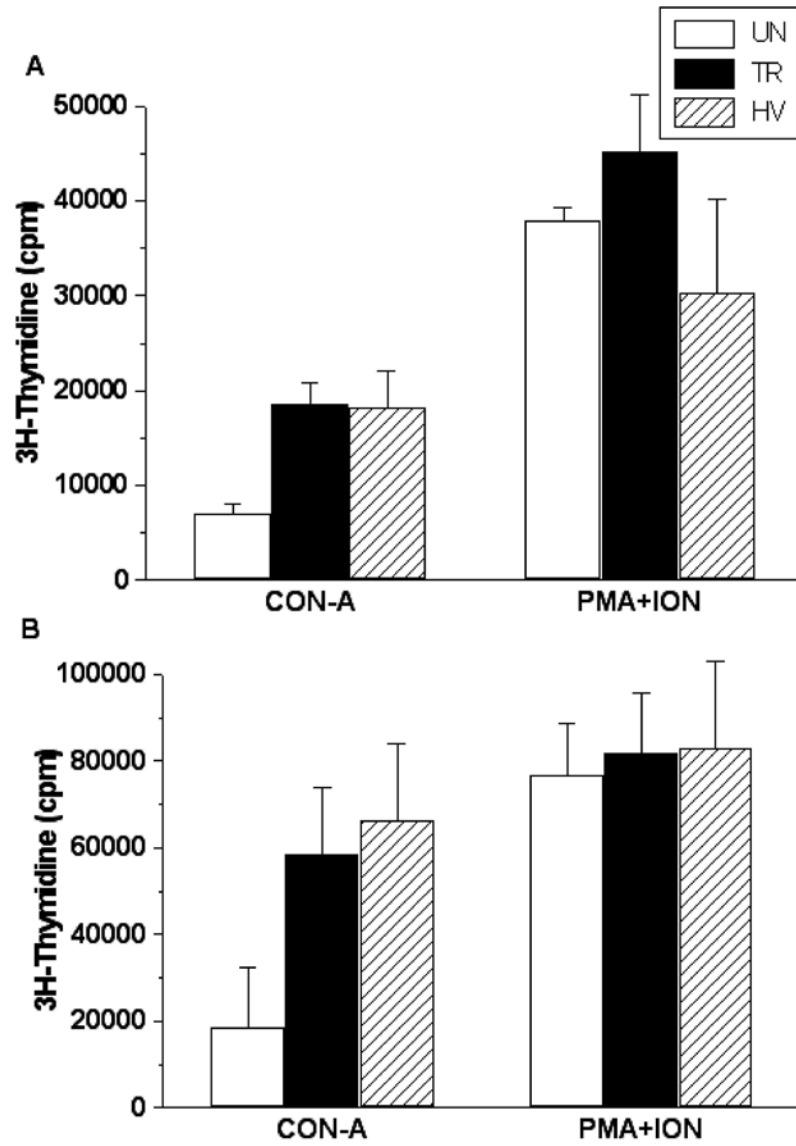 UN
TR
HV
A
50000
40000
30000
20000
10000
0
3H-Thymidine (cpm)
CON-A PMA+ION
B
100000
80000
60000
40000
20000
0
3H-Thymidine (cpm)
CON-A PMA+ION